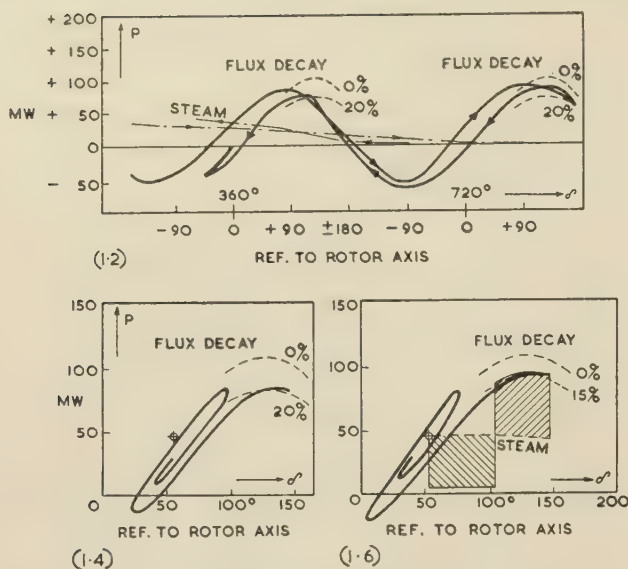 + 200
P
+ 150
FLUX DECAY
FLUX DECAY
0%
0%
+ 100
20%
20%
STEAM
MW +
50
0
- 50
360°
720°
δ
-90 0 +90 ±180 -90 0 +90
(1·2)
REF. TO ROTOR AXIS
150
P
FLUX DECAY
0%
100
MW
20%
50
δ
0 50 100° 150
REF. TO ROTOR AXIS
(1·4)
150
FLUX DECAY
0%
100
15%
50
STEAM
δ
0 50 100° 150 200
REF. TO ROTOR AXIS
(1·6)